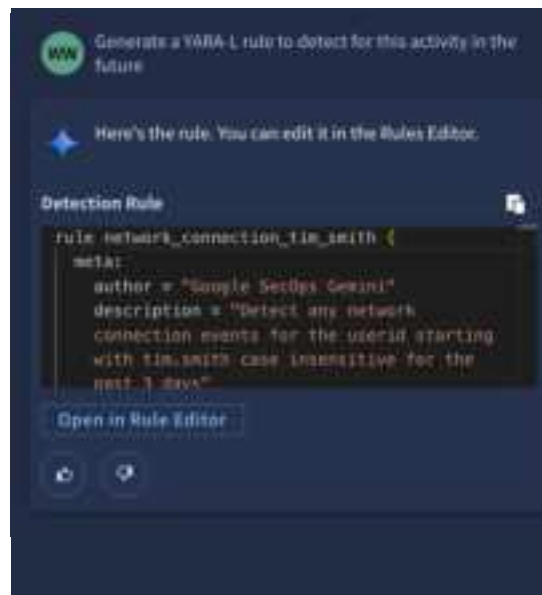 WW
Generate a YARA-L rule to detect for this activity in the
future
Here's the rule. You can edit it in the Rules Editor.
Detection Rule
rule network_connection_tim_smith {
meta:
author = "Google SecOps Gemini"
description = "Detect any network
connection events for the userid starting
with tim.smith case insensitive for the
past 3 days"
Open in Rule Editor